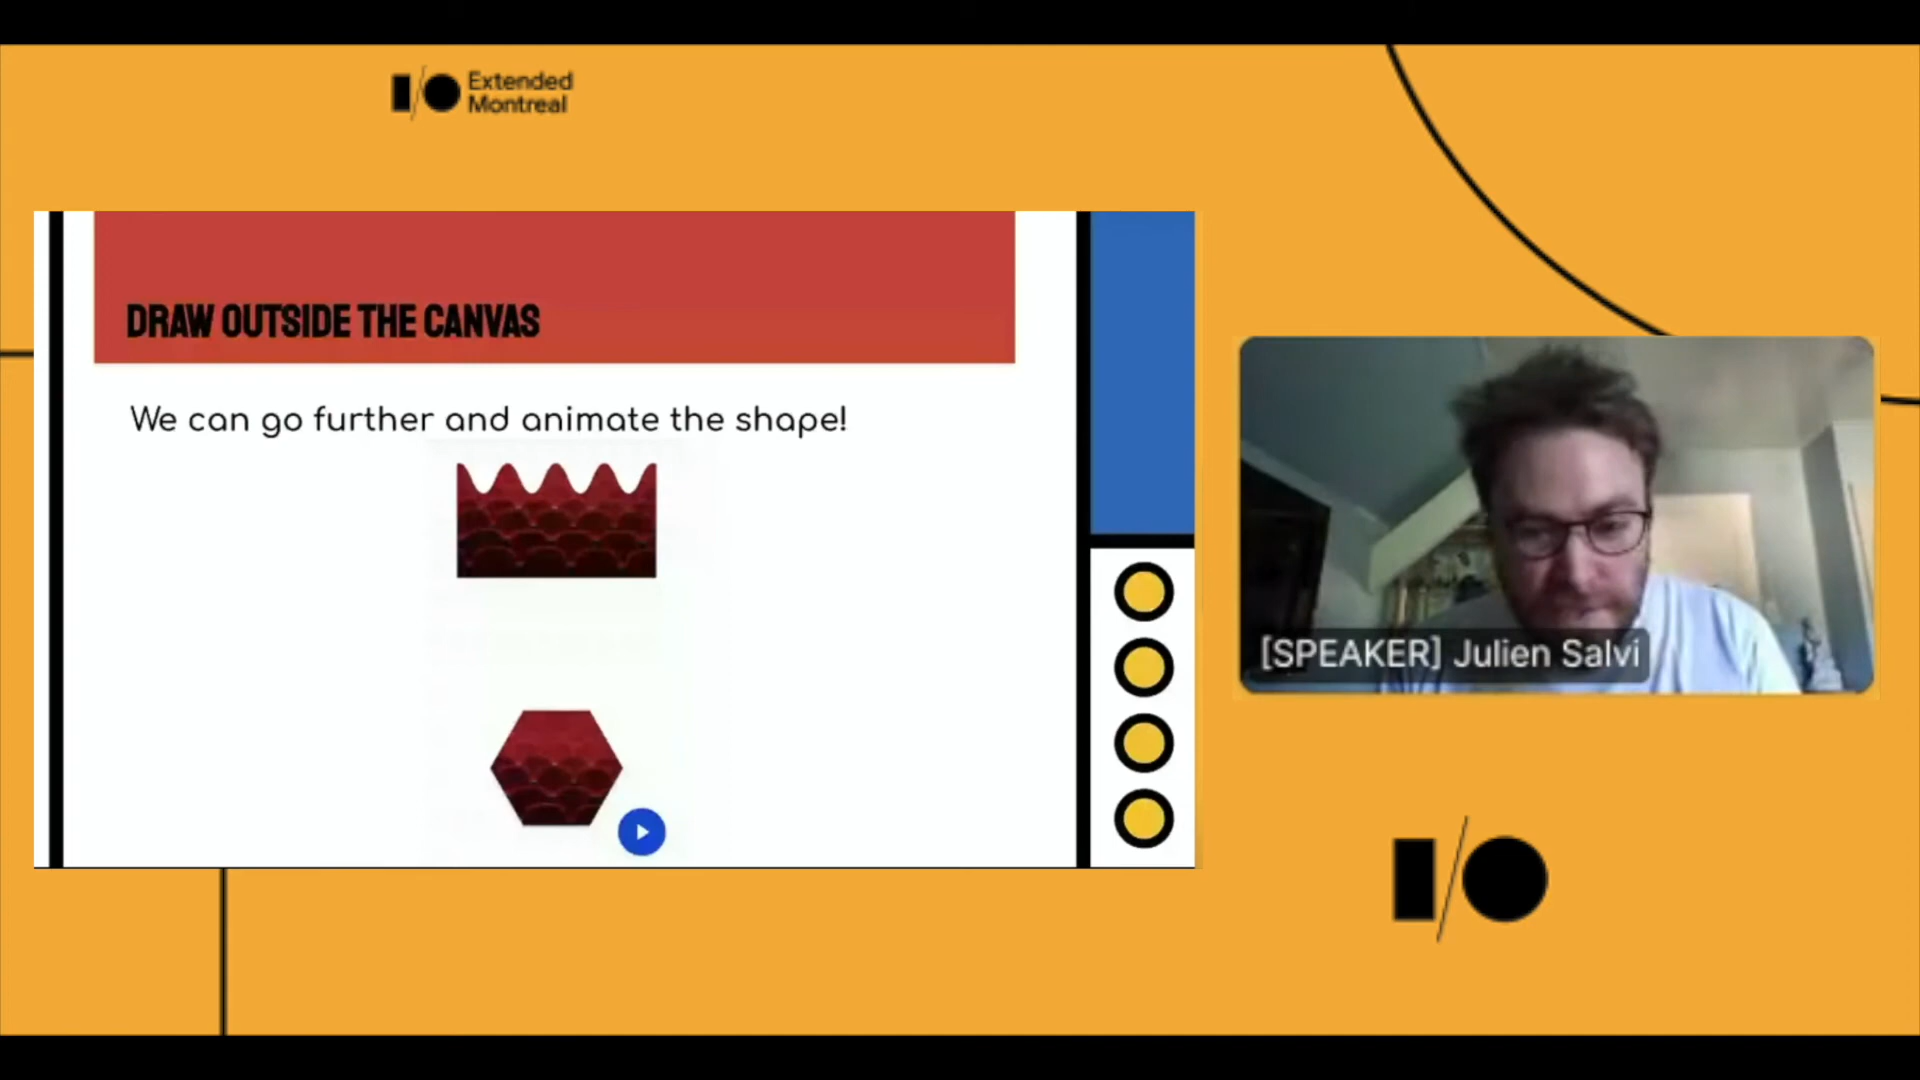 I/O Extended
Montreal
DRAW OUTSIDE THE CANVAS
We can go further and animate the shape!
[SPEAKER] Julien Salvi
I/O